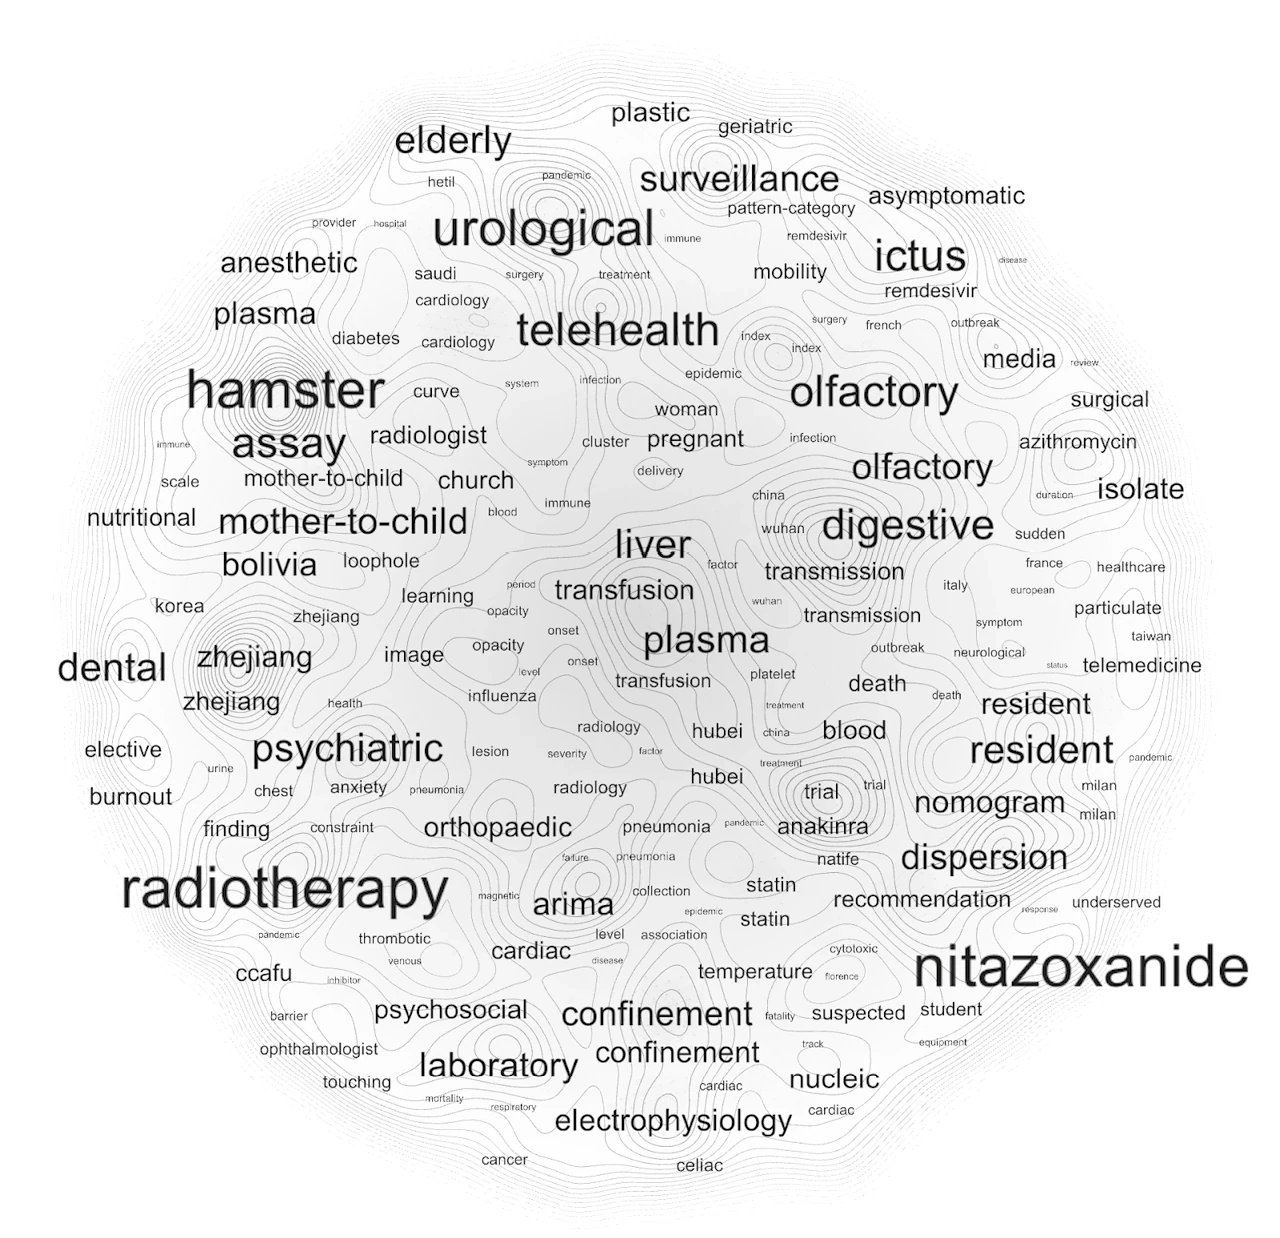 plastic
geriatric
elderly
pandemic
surveillance
hetil
asymptomatic
pattern-category
provider
hospital
urological
immune
remdesivir
ictus
disease
anesthetic
saudi
surgery
treatment
mobility
remdesivir
plasma
cardiology
telehealth
surgery
french
outbreak
diabetes
cardiology
index
index
media
review
hamster
curve
system
infection
epidemic
olfactory
surgical
woman
assay
radiologist
cluster
pregnant
infection
azithromycin
immune
symptom
delivery
olfactory
scale
mother-to-child
church
china
duration
isolate
nutritional
mother-to-child
blood
immune
wuhan
digestive
sudden
liver
bolivia
loophole
factor
transmission
france
healthcare
learning
period
transfusion
italy
european
korea
zhejiang
opacity
wuhan
transmission
particulate
onset
symptom
taiwan
plasma
dental
zhejiang
image
opacity
onset
outbreak
neurological
status
telemedicine
level
transfusion
platelet
death
zhejiang
health
influenza
treatment
death
resident
radiology
hubei
china
blood
elective
psychiatric
lesion
severity
factor
resident
pandemic
urine
treatment
hubei
burnout
chest
anxiety
pneumonia
radiology
trial
trial
milan
nomogram
milan
finding
constraint
orthopaedic
pneumonia
pandemic
anakinra
failure
pneumonia
natife
dispersion
radiotherapy
magnetic
arima
collection
statin
recommendation
response
underserved
epidemic
statin
pandemic
thrombotic
level
association
venous
cardiac
disease
cytotoxic
nitazoxanide
ccafu
inhibitor
temperature
florence
barrier
psychosocial
confinement
fatality
suspected
student
ophthalmologist
confinement
track
equipment
laboratory
touching
cardiac
nucleic
mortality
respiratory
electrophysiology
cardiac
cancer
celiac